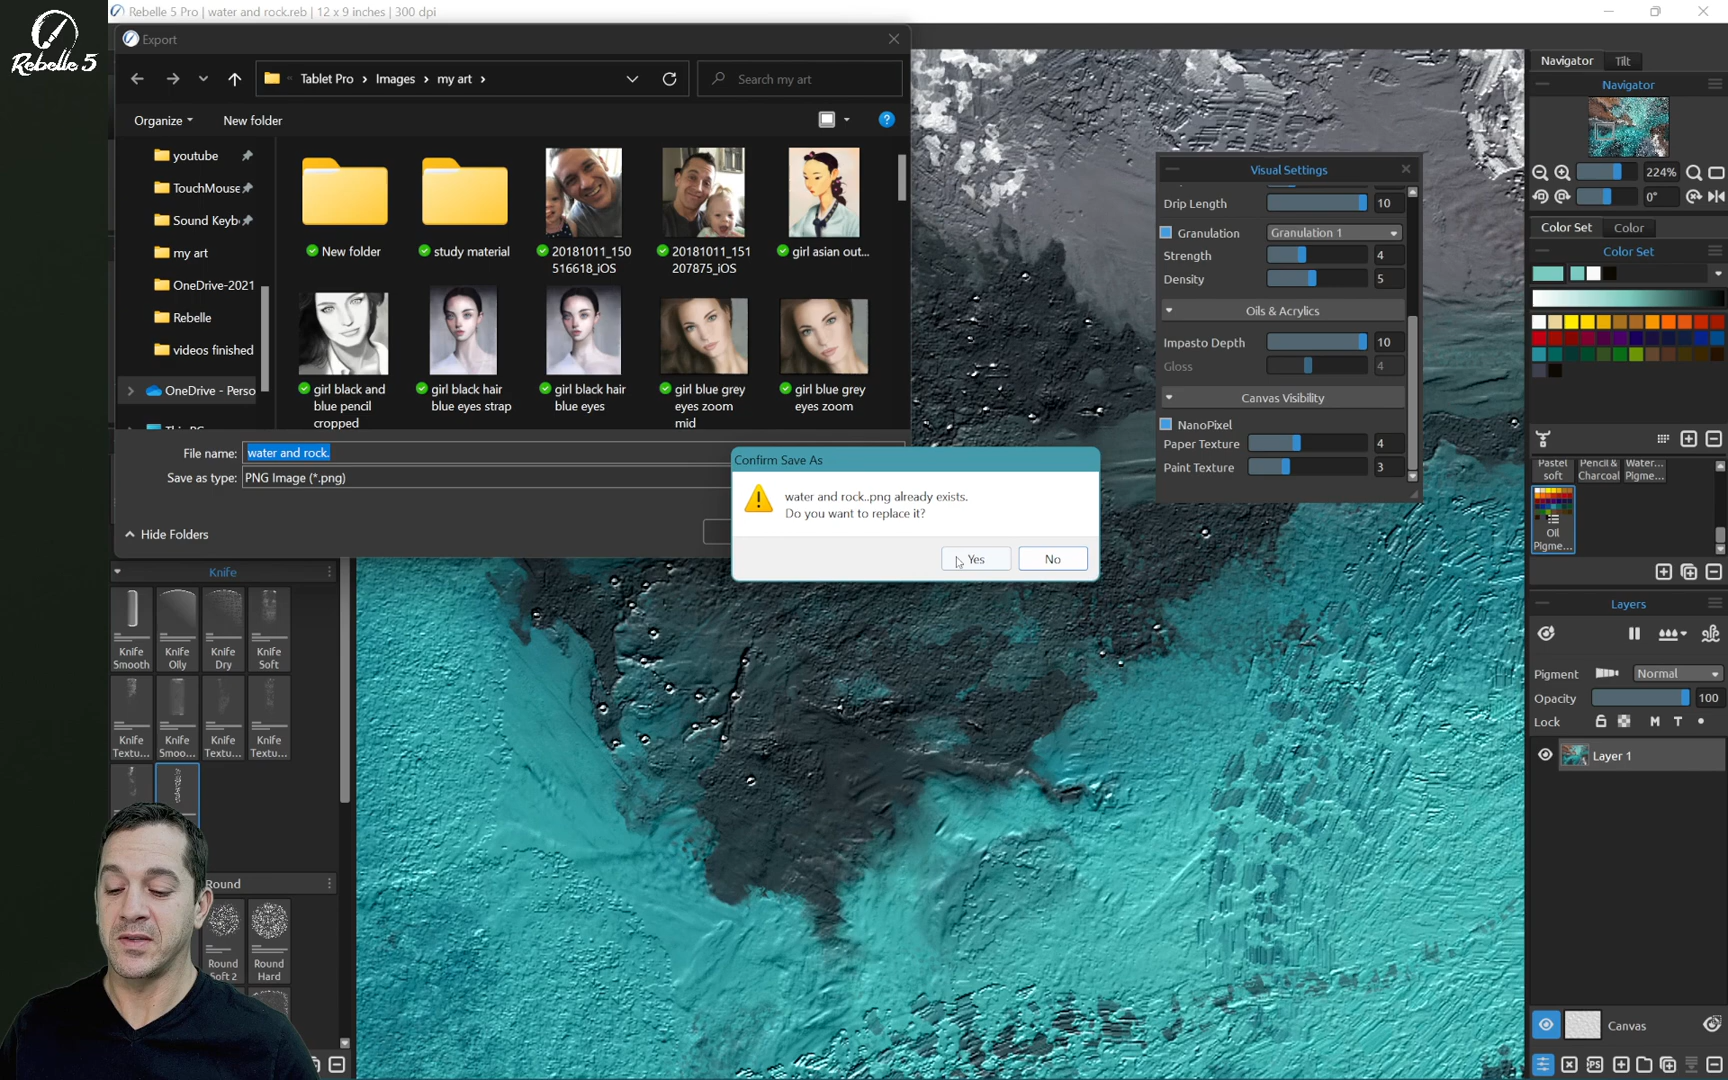 Rebelle 5
Rebelle 5 Pro | water and rock.reb | 12 x 9 inches | 300 dpi
Export
Tablet Pro › Images › my art ›
Search my art
Organize
New folder
youtube
TouchMouse
Sound Keyb
my art
OneDrive-2021
Rebelle
videos finished
OneDrive - Perso
New folder
study material
20181011_150
516618_iOS
20181011_151
207875_iOS
girl asian out...
girl black and
blue pencil
cropped
girl black hair
blue eyes strap
girl black hair
blue eyes
girl blue grey
eyes zoom
mid
girl blue grey
eyes zoom
File name: water and rock.
Save as type: PNG Image (*.png)
Hide Folders
Confirm Save As
water and rock..png already exists.
Do you want to replace it?
Yes
No
Visual Settings
Drip Length 10
Granulation Granulation 1
Strength 4
Density 5
Oils & Acrylics
Impasto Depth 10
Gloss 4
Canvas Visibility
NanoPixel
Paper Texture 4
Paint Texture 3
Knife
Knife
Smooth
Knife
Oily
Knife
Dry
Knife
Soft
Knife
Textu...
Knife
Smoo...
Knife
Textu...
Knife
Textu...
Round
Round
Soft 2
Round
Hard
Navigator Tilt
Navigator
224%
0°
Color Set Color
Color Set
Pastel
soft
Pencil &
Charcoal
Water...
Pigme...
Oil
Pigme...
Layers
Pigment Normal
Opacity 100
Lock M T
Layer 1
Canvas
PS